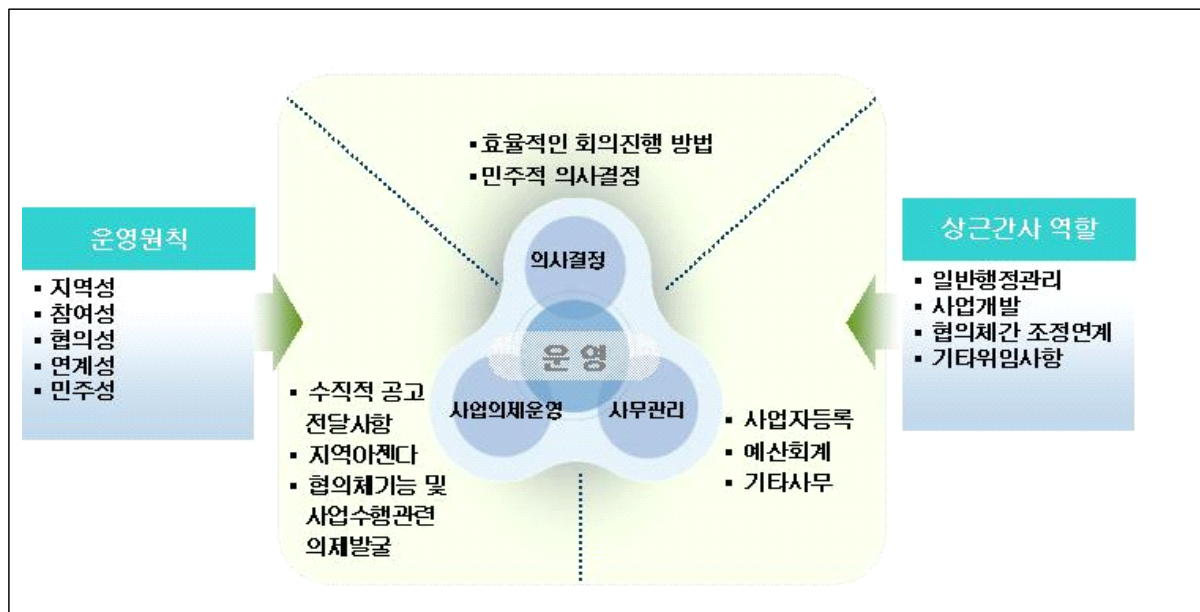 ▪ 효율적인 회의진행 방법
▪ 민주적 의사결정
운영원칙
▪ 지역성
▪ 참여성
▪ 협의성
▪ 연계성
▪ 민주성
의사결정
운 영
사업의제운영
사무관리
▪ 수직적 공고
전달사항
▪ 지역아젠다
▪ 협의체기능 및
사업수행관련
의제발굴
▪ 사업자등록
▪ 예산회계
▪ 기타사무
상근간사 역할
▪ 일반행정관리
▪ 사업개발
▪ 협의체간 조정연계
▪ 기타위임사항